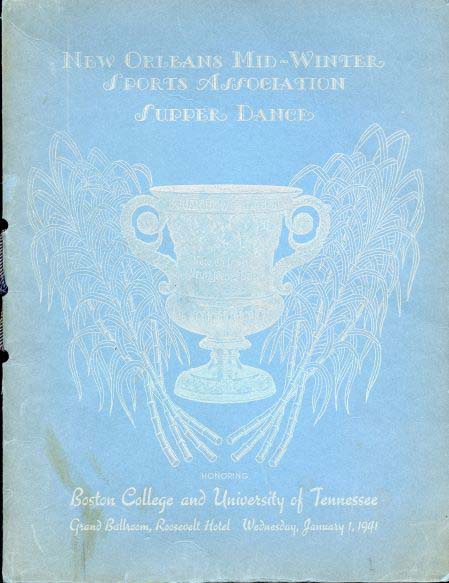 New Orleans Mid-Winter
Sports Association
Supper Dance
HONORING
Boston College and University of Tennessee
Grand Ballroom, Roosevelt Hotel Wednesday, January 1, 1941